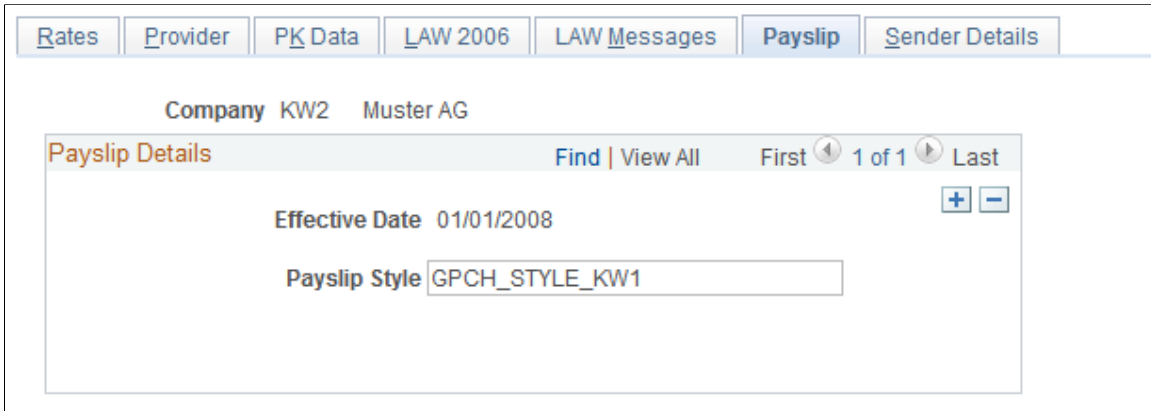 Rates Provider PK Data LAW 2006 LAW Messages Payslip Sender Details
Company KW2 Muster AG
Payslip Details Find | View All First 1 of 1 Last
Effective Date 01/01/2008
Payslip Style GPCH_STYLE_KW1